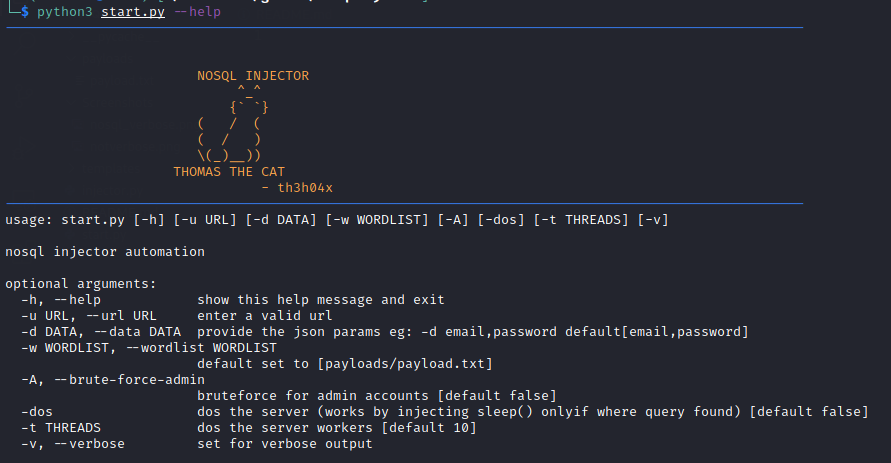 $ python3 start.py --help
NOSQL INJECTOR
^_^
{` `}
(   /  (
(  /   )
\(_)__))
THOMAS THE CAT
- th3h04x
usage: start.py [-h] [-u URL] [-d DATA] [-w WORDLIST] [-A] [-dos] [-t THREADS] [-v]
nosql injector automation
optional arguments:
-h, --help            show this help message and exit
-u URL, --url URL     enter a valid url
-d DATA, --data DATA  provide the json params eg: -d email,password default[email,password]
-w WORDLIST, --wordlist WORDLIST
default set to [payloads/payload.txt]
-A, --brute-force-admin
bruteforce for admin accounts [default false]
-dos                  dos the server (works by injecting sleep() onlyif where query found) [default false]
-t THREADS            dos the server workers [default 10]
-v, --verbose         set for verbose output